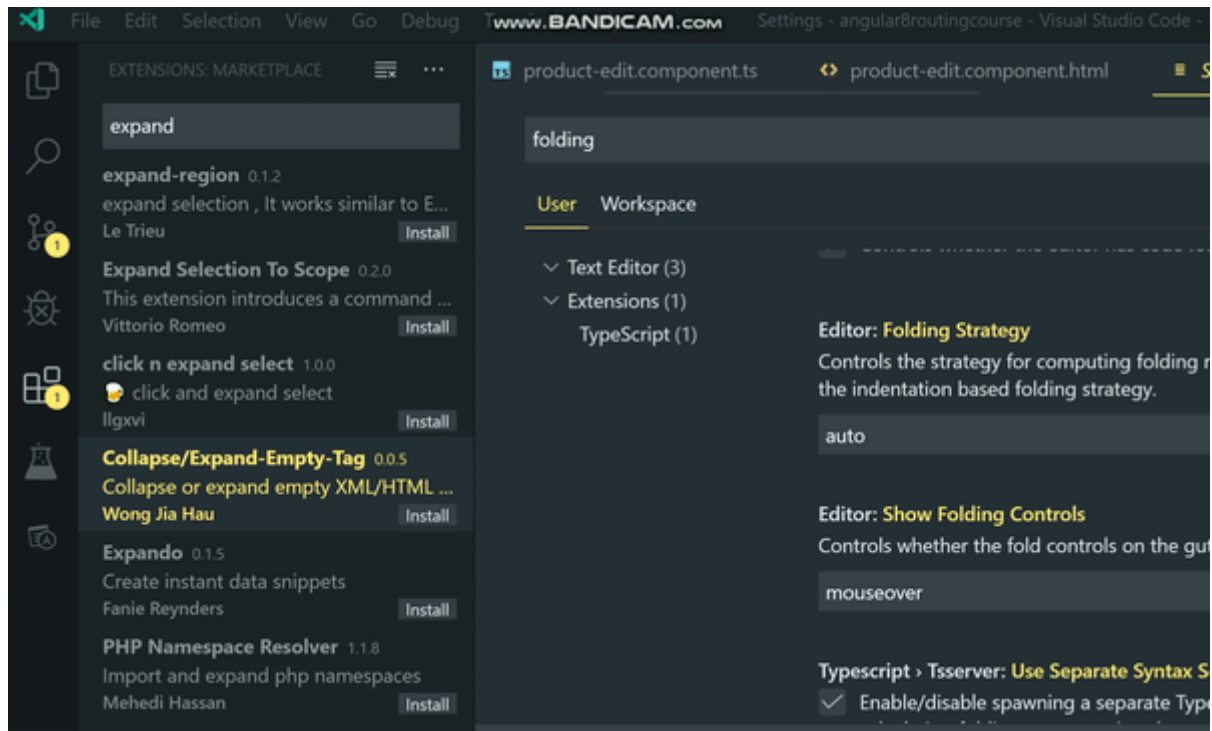 File Edit Selection View Go Debug
www.BANDICAM.com
Settings - angular8routingcourse - Visual Studio Code -
EXTENSIONS: MARKETPLACE
expand
expand-region 0.1.2
expand selection , It works similar to E...
Le Trieu Install
Expand Selection To Scope 0.2.0
This extension introduces a command ...
Vittorio Romeo Install
click n expand select 1.0.0
click and expand select
llgxvi Install
Collapse/Expand-Empty-Tag 0.0.5
Collapse or expand empty XML/HTML ...
Wong Jia Hau Install
Expando 0.1.5
Create instant data snippets
Fanie Reynders Install
PHP Namespace Resolver 1.1.8
Import and expand php namespaces
Mehedi Hassan Install
1
1
TS product-edit.component.ts
product-edit.component.html
S
folding
User Workspace
Text Editor (3)
Extensions (1)
TypeScript (1)
Editor: Folding Strategy
Controls the strategy for computing folding r
the indentation based folding strategy.
auto
Editor: Show Folding Controls
Controls whether the fold controls on the gut
mouseover
Typescript › Tsserver: Use Separate Syntax S
Enable/disable spawning a separate Type